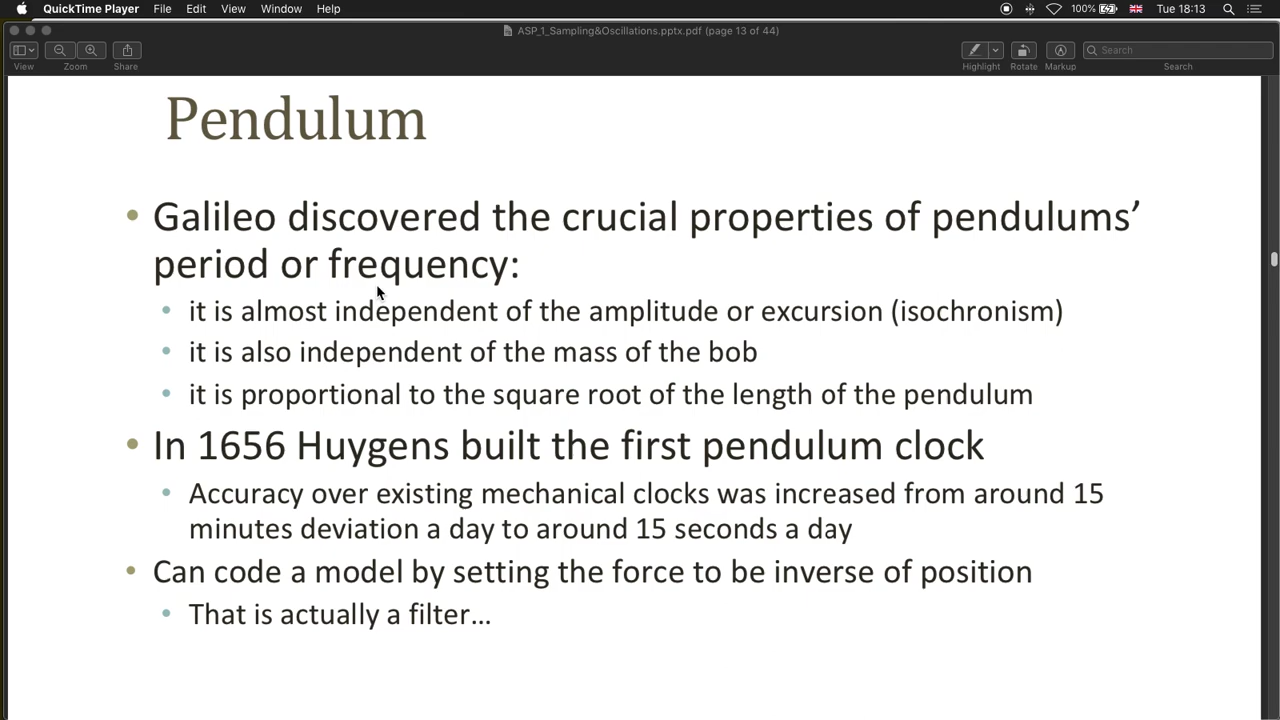 QuickTime Player File Edit View Window Help 100% Tue 18:13
ASP_1_Sampling&Oscillations.pptx.pdf (page 13 of 44)
View Zoom Share Highlight Rotate Markup Search
Search
Pendulum
• Galileo discovered the crucial properties of pendulums’
period or frequency:
• it is almost independent of the amplitude or excursion (isochronism)
• it is also independent of the mass of the bob
• it is proportional to the square root of the length of the pendulum
• In 1656 Huygens built the first pendulum clock
• Accuracy over existing mechanical clocks was increased from around 15
minutes deviation a day to around 15 seconds a day
• Can code a model by setting the force to be inverse of position
• That is actually a filter…